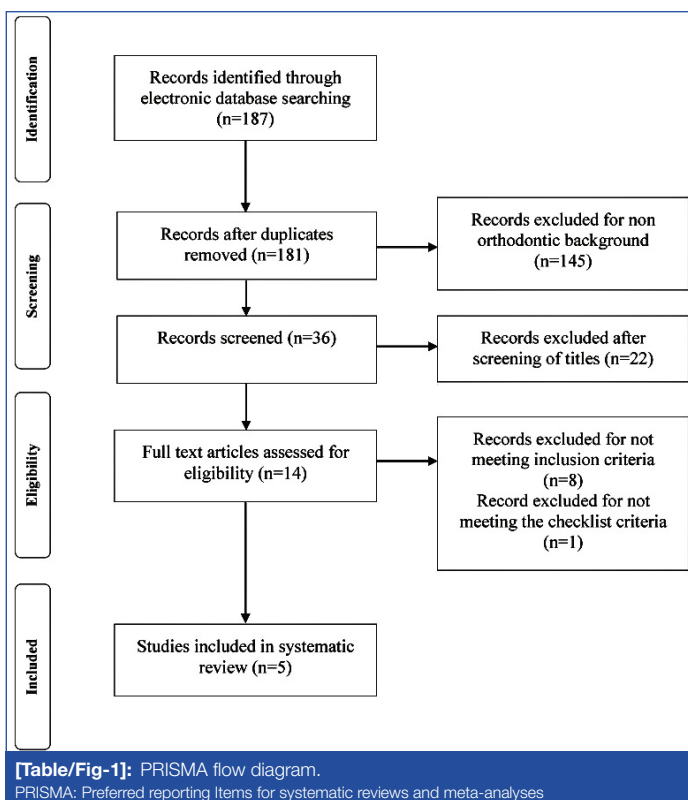 Identification
Records identified through
electronic database searching
(n=187)
Screening
Records after duplicates
removed (n=181)
Records excluded for non
orthodontic background
(n=145)
Records screened (n=36)
Records excluded after
screening of titles (n=22)
Eligibility
Full text articles assessed for
eligibility (n=14)
Records excluded for not
meeting inclusion criteria
(n=8)
Record excluded for not
meeting the checklist criteria
(n=1)
Included
Studies included in systematic
review (n=5)
[Table/Fig-1]: PRISMA flow diagram.
PRISMA: Preferred reporting Items for systematic reviews and meta-analyses